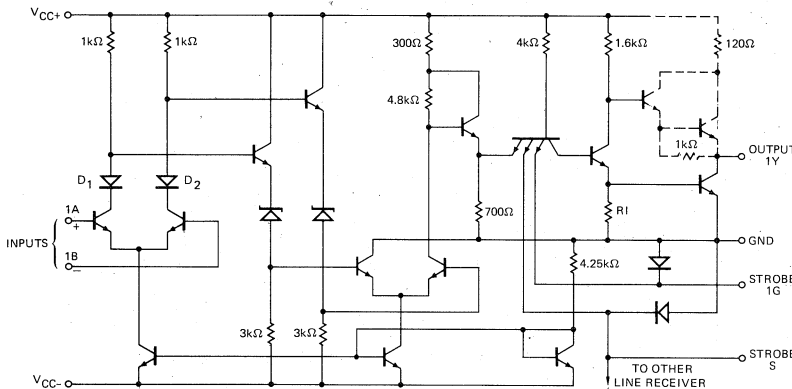 VCC+
1kΩ
1kΩ
300Ω
4kΩ
1.6kΩ
120Ω
4.8kΩ
OUTPUT
1Y
1kΩ
D1
D2
1A
+
INPUTS
1B
−
700Ω
RI
GND
4.25kΩ
STROBE
1G
3kΩ
3kΩ
STROBE
S
TO OTHER
LINE RECEIVER
VCC−